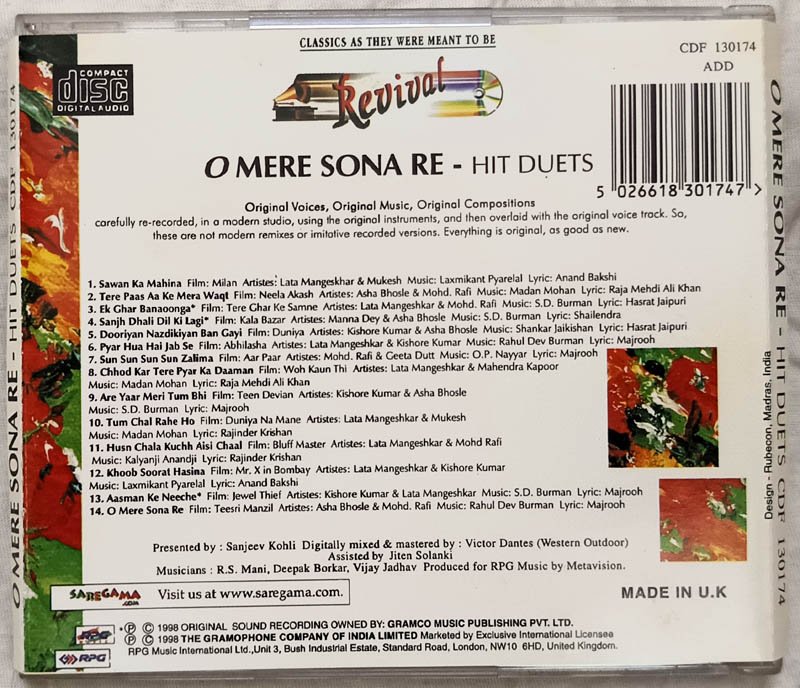 CLASSICS AS THEY WERE MEANT TO BE
COMPACT
disc
DIGITAL AUDIO
Revival
CDF 130174
ADD
O MERE SONA RE - HIT DUETS
5 026618 301747 >
Original Voices, Original Music, Original Compositions
carefully re-recorded, in a modern studio, using the original instruments, and then overlaid with the original voice track. So,
these are not modern remixes or imitative recorded versions. Everything is original, as good as new.
1. Sawan Ka Mahina Film: Milan Artistes: Lata Mangeskhar & Mukesh Music: Laxmikant Pyarelal Lyric: Anand Bakshi
2. Tere Paas Aa Ke Mera Waqt Film: Neela Akash Artistes: Asha Bhosle & Mohd. Rafi Music: Madan Mohan Lyric: Raja Mehdi Ali Khan
3. Ek Ghar Banaoonga* Film: Tere Ghar Ke Samne Artistes: Lata Mangeshkar & Mohd. Rafi Music: S.D. Burman Lyric: Hasrat Jaipuri
4. Sanjh Dhali Dil Ki Lagi* Film: Kala Bazar Artistes: Manna Dey & Asha Bhosle Music: S.D. Burman Lyric: Shailendra
5. Dooriyan Nazdikiyan Ban Gayi Film: Duniya Artistes: Kishore Kumar & Asha Bhosle Music: Shankar Jaikishan Lyric: Hasrat Jaipuri
6. Pyar Hua Hai Jab Se Film: Abhilasha Artistes: Lata Mangeshkar & Kishore Kumar Music: Rahul Dev Burman Lyric: Majrooh
7. Sun Sun Sun Sun Zalima Film: Aar Paar Artistes: Mohd. Rafi & Geeta Dutt Music: O.P. Nayyar Lyric: Majrooh
8. Chhod Kar Tere Pyar Ka Daaman Film: Woh Kaun Thi Artistes: Lata Mangeshkar & Mahendra Kapoor
Music: Madan Mohan Lyric: Raja Mehdi Ali Khan
9. Are Yaar Meri Tum Bhi Film: Teen Devian Artistes: Kishore Kumar & Asha Bhosle
Music: S.D. Burman Lyric: Majrooh
10. Tum Chal Rahe Ho Film: Duniya Na Mane Artistes: Lata Mangeshkar & Mukesh
Music: Madan Mohan Lyric: Rajinder Krishan
11. Husn Chala Kuchh Aisi Chaal Film: Bluff Master Artistes: Lata Mangeshkar & Mohd Rafi
Music: Kalyanji Anandji Lyric: Rajinder Krishan
12. Khoob Soorat Hasina Film: Mr. X in Bombay Artistes: Lata Mangeshkar & Kishore Kumar
Music: Laxmikant Pyarelal Lyric: Anand Bakshi
13. Aasman Ke Neeche* Film: Jewel Thief Artistes: Kishore Kumar & Lata Mangeshkar Music: S.D. Burman Lyric: Majrooh
14. O Mere Sona Re Film: Teesri Manzil Artistes: Asha Bhosle & Mohd. Rafi Music: Rahul Dev Burman Lyric: Majrooh
Presented by : Sanjeev Kohli Digitally mixed & mastered by : Victor Dantes (Western Outdoor)
Assisted by Jiten Solanki
Musicians : R.S. Mani, Deepak Borkar, Vijay Jadhav Produced for RPG Music by Metavision.
SAREGAMA.COM
Visit us at www.saregama.com.
MADE IN U.K
RPG
* Ⓟ © 1998 ORIGINAL SOUND RECORDING OWNED BY: GRAMCO MUSIC PUBLISHING PVT. LTD.
Ⓟ © 1998 THE GRAMOPHONE COMPANY OF INDIA LIMITED Marketed by Exclusive International Licensee
RPG
RPG Music International Ltd.,Unit 3, Bush Industrial Estate, Standard Road, London, NW10 6HD, United Kingdom.
Design - Rubecon, Madras, India
O MERE SONA RE - HIT DUETS CDF 130174
O MERE SONA RE - HIT DUETS CDF 130174